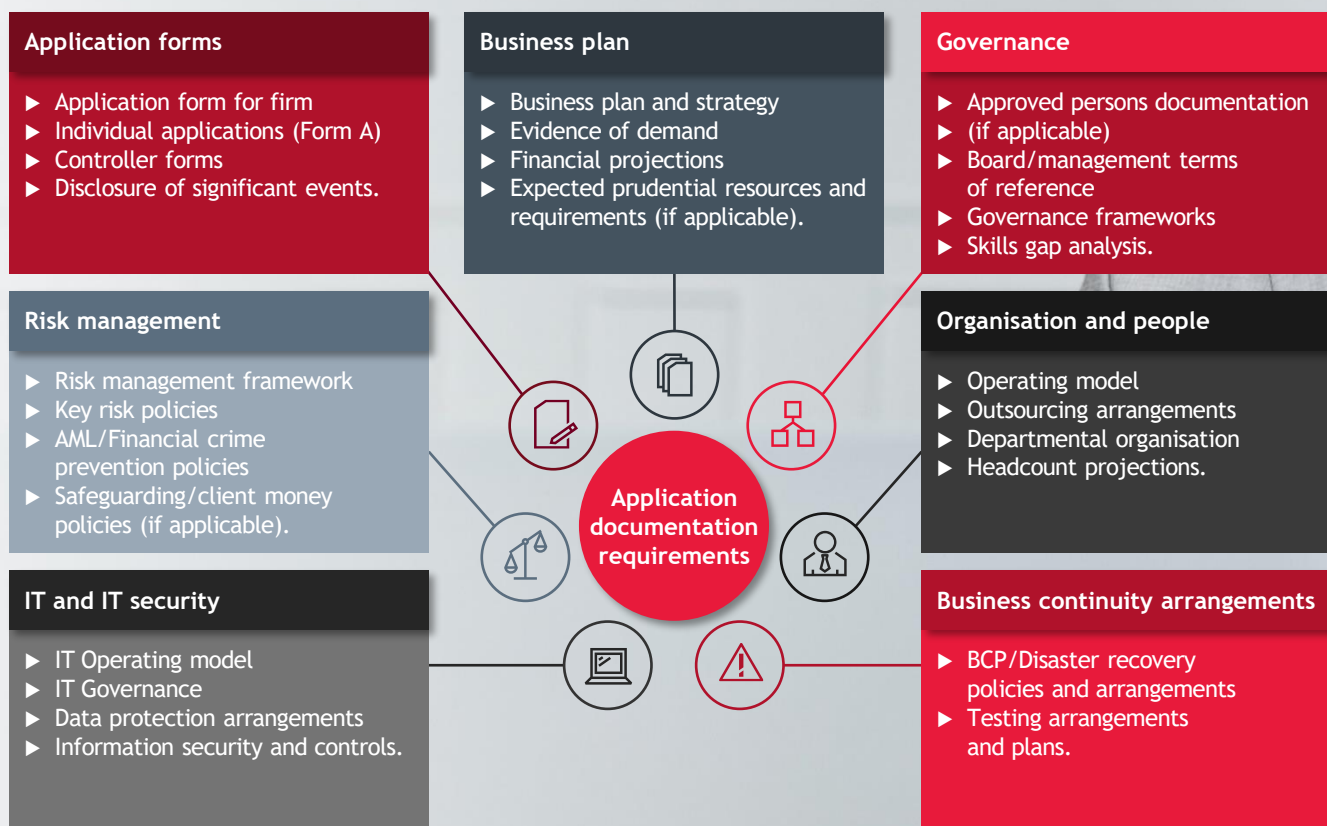 Application forms
▶ Application form for firm
▶ Individual applications (Form A)
▶ Controller forms
▶ Disclosure of significant events.
Business plan
▶ Business plan and strategy
▶ Evidence of demand
▶ Financial projections
▶ Expected prudential resources and
requirements (if applicable).
Governance
▶ Approved persons documentation
▶ (if applicable)
▶ Board/management terms
of reference
▶ Governance frameworks
▶ Skills gap analysis.
Risk management
▶ Risk management framework
▶ Key risk policies
▶ AML/Financial crime
prevention policies
▶ Safeguarding/client money
policies (if applicable).
Application
documentation
requirements
Organisation and people
▶ Operating model
▶ Outsourcing arrangements
▶ Departmental organisation
▶ Headcount projections.
IT and IT security
▶ IT Operating model
▶ IT Governance
▶ Data protection arrangements
▶ Information security and controls.
Business continuity arrangements
▶ BCP/Disaster recovery
policies and arrangements
▶ Testing arrangements
and plans.